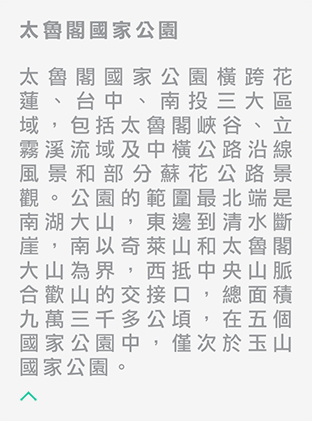 太魯閣國家公園
太魯閣國家公園橫跨花
蓮、台中、南投三大區
域，包括太魯閣峽谷、立
霧溪流域及中橫公路沿線
風景和部分蘇花公路景
觀。公園的範圍最北端是
南湖大山，東邊到清水斷
崖，南以奇萊山和太魯閣
大山為界，西抵中央山脈
合歡山的交接口，總面積
九萬三千多公頃，在五個
國家公園中，僅次於玉山
國家公園。